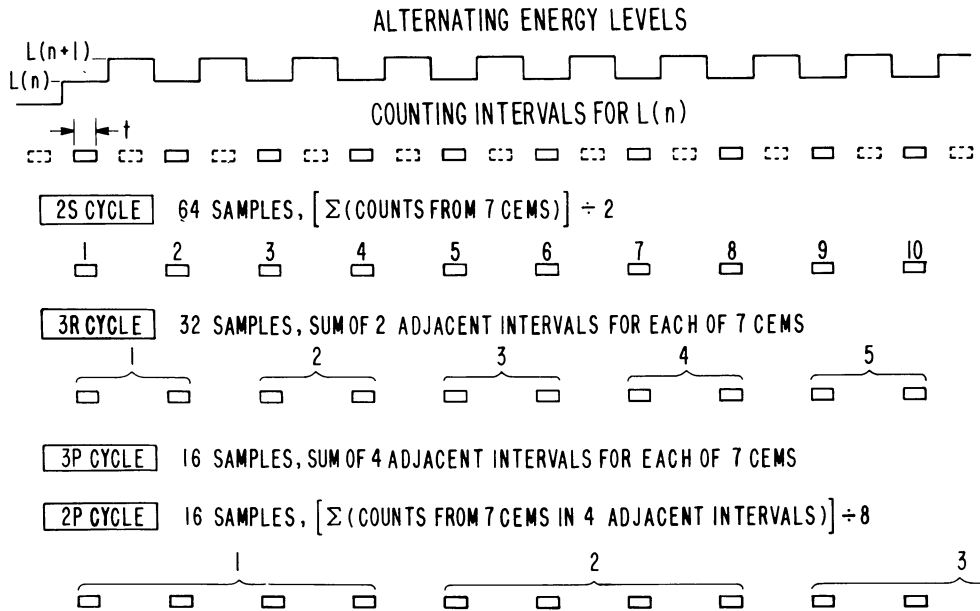 ALTERNATING ENERGY LEVELS
L(n+1)
L(n)
COUNTING INTERVALS FOR L(n)
t
2S CYCLE 64 SAMPLES, [Σ(COUNTS FROM 7 CEMS)] ÷ 2
1 2 3 4 5 6 7 8 9 10
3R CYCLE 32 SAMPLES, SUM OF 2 ADJACENT INTERVALS FOR EACH OF 7 CEMS
1 2 3 4 5
3P CYCLE 16 SAMPLES, SUM OF 4 ADJACENT INTERVALS FOR EACH OF 7 CEMS
2P CYCLE 16 SAMPLES, [Σ(COUNTS FROM 7 CEMS IN 4 ADJACENT INTERVALS)] ÷ 8
1 2 3